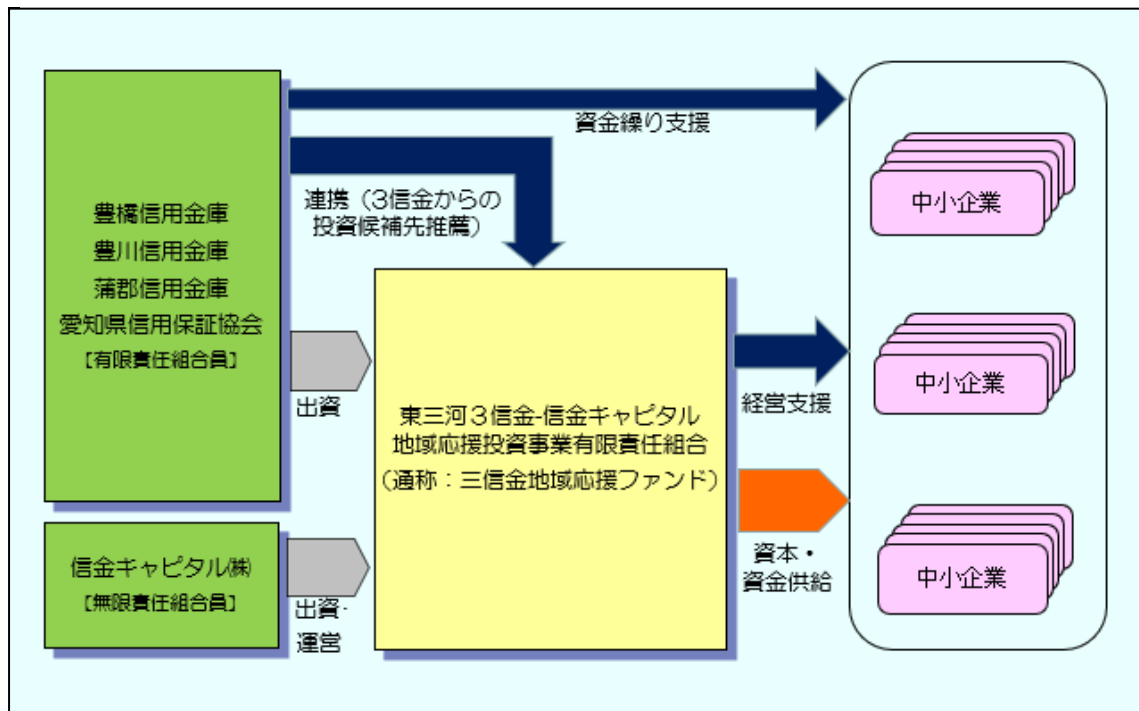 豊橋信用金庫
豊川信用金庫
蒲郡信用金庫
愛知県信用保証協会
【有限責任組合員】
資金繰り支援
連携（３信金からの
投資候補先推薦）
出資
信金キャピタル㈱
【無限責任組合員】
出資・
運営
東三河３信金-信金キャピタル
地域応援投資事業有限責任組合
（通称：三信金地域応援ファンド）
経営支援
資本・
資金供給
中小企業
中小企業
中小企業